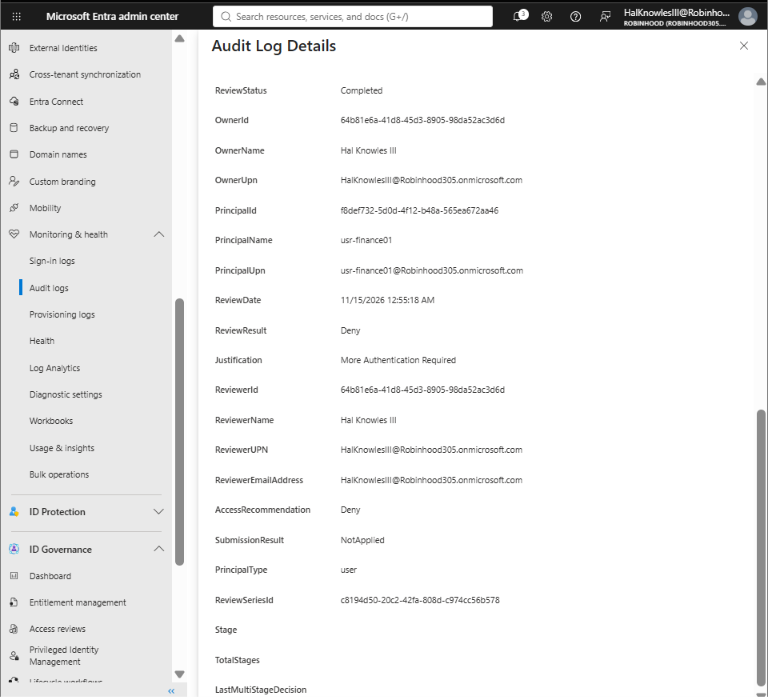 Microsoft Entra admin center
Search resources, services, and docs (G+/)
3
HalKnowlesIII@Robinho...
ROBINHOOD (ROBINHOOD305....
External Identities
Cross-tenant synchronization
Entra Connect
Backup and recovery
Domain names
Custom branding
Mobility
Monitoring & health
Sign-in logs
Audit logs
Provisioning logs
Health
Log Analytics
Diagnostic settings
Workbooks
Usage & insights
Bulk operations
ID Protection
ID Governance
Dashboard
Entitlement management
Access reviews
Privileged Identity
Management
Lifecycle workflows
Audit Log Details
ReviewStatus Completed
OwnerId 64b81e6a-41d8-45d3-8905-98da52ac3d6d
OwnerName Hal Knowles III
OwnerUpn HalKnowlesIII@Robinhood305.onmicrosoft.com
PrincipalId f8def732-5d0d-4f12-b48a-565ea672aa46
PrincipalName usr-finance01
PrincipalUpn usr-finance01@Robinhood305.onmicrosoft.com
ReviewDate 11/15/2026 12:55:18 AM
ReviewResult Deny
Justification More Authentication Required
ReviewerId 64b81e6a-41d8-45d3-8905-98da52ac3d6d
ReviewerName Hal Knowles III
ReviewerUPN HalKnowlesIII@Robinhood305.onmicrosoft.com
ReviewerEmailAddress HalKnowlesIII@Robinhood305.onmicrosoft.com
AccessRecommendation Deny
SubmissionResult NotApplied
PrincipalType user
ReviewSeriesId c8194d50-20c2-42fa-808d-c974cc56b578
Stage
TotalStages
LastMultiStageDecision